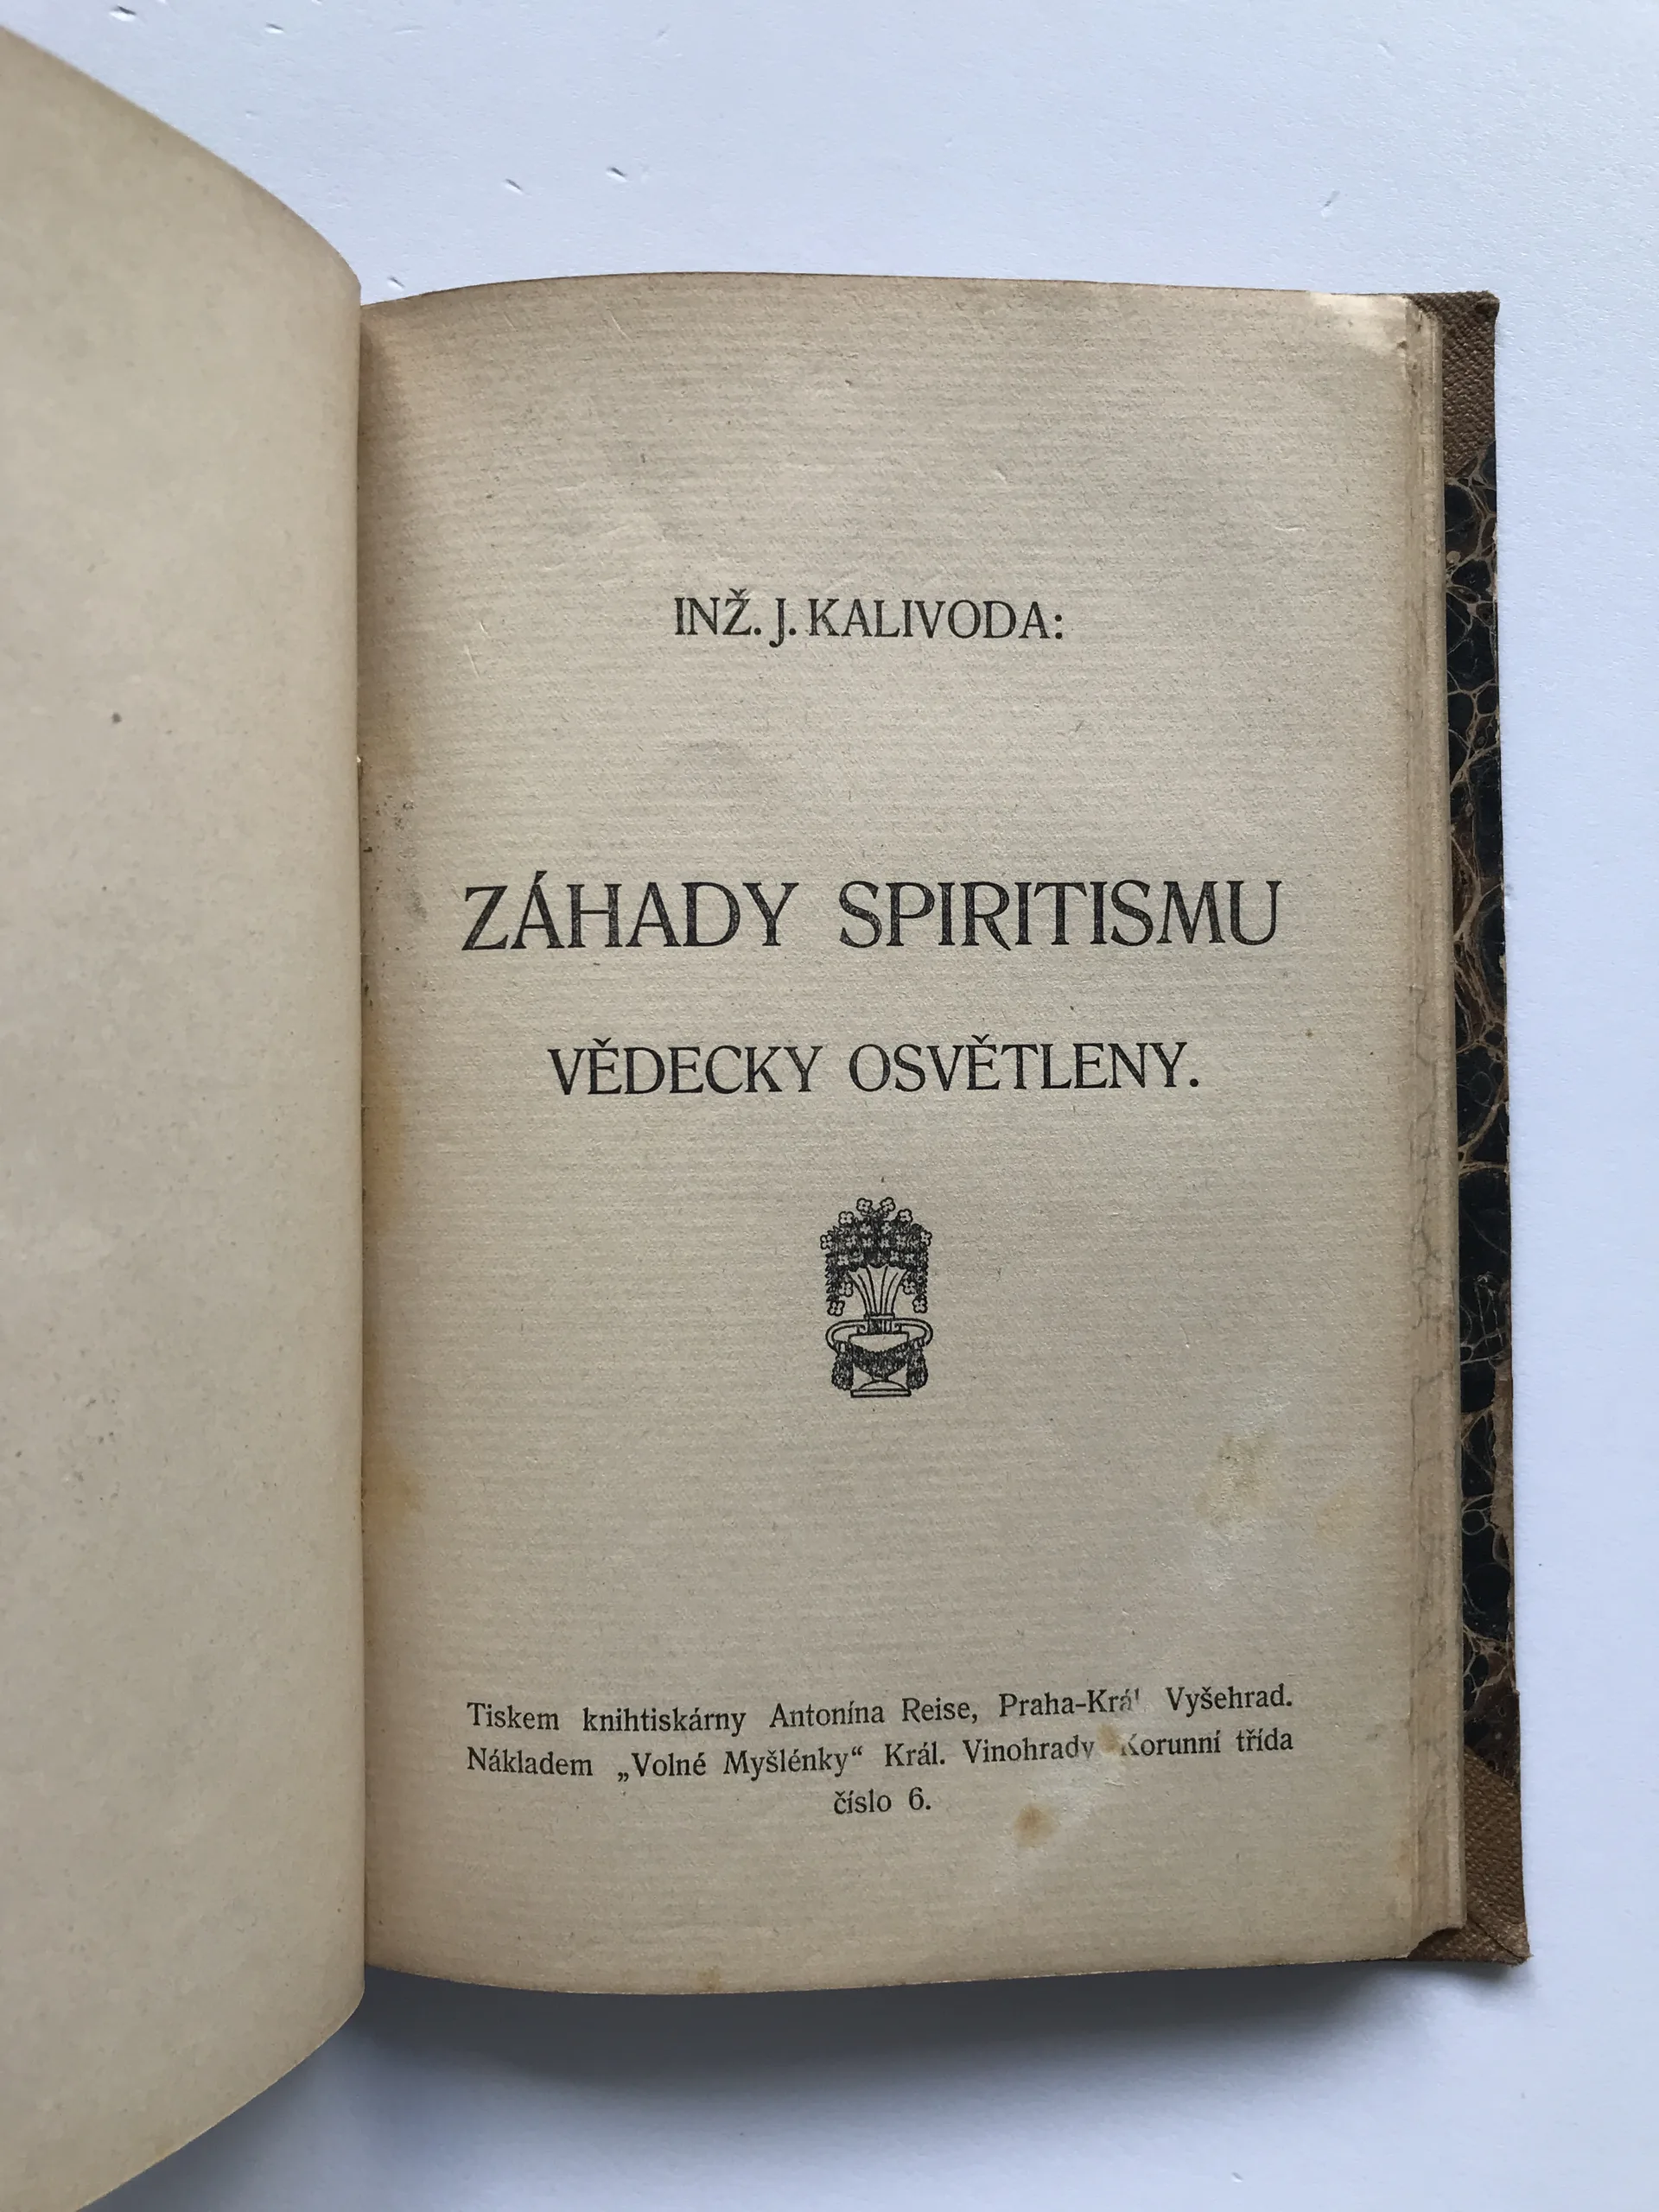 INŽ. J. KALIVODA:
ZÁHADY SPIRITISMU
VĚDECKY OSVĚTLENY.
Tiskem knihtiskárny Antonína Reise, Praha-Krá Vyšehrad.
Nákladem „Volné Myšlénky“ Král. Vinohrady Korunní třída
číslo 6.